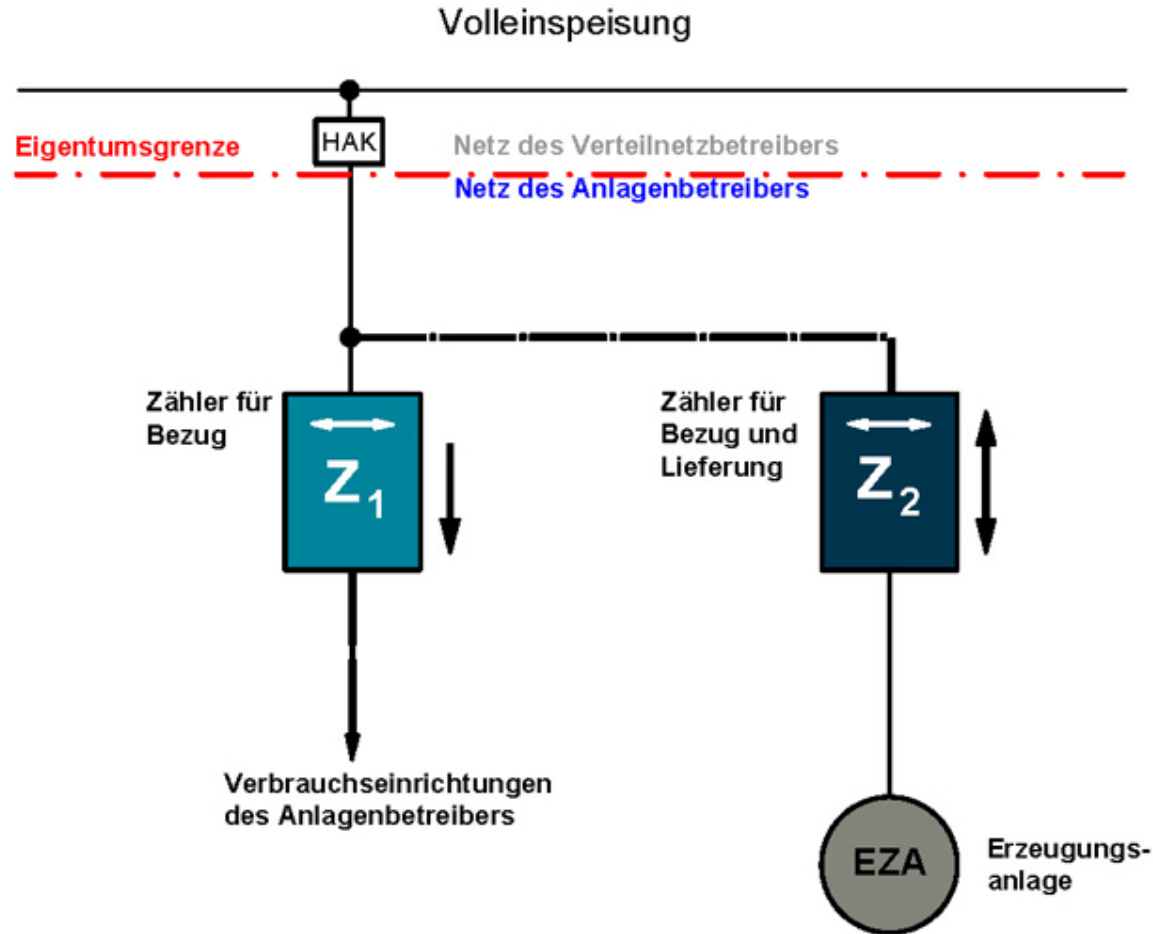 Volleinspeisung
HAK
Eigentumsgrenze
Netz des Verteilnetzbetreibers
Netz des Anlagenbetreibers
Zähler für
Bezug
Z1
Zähler für
Bezug und
Lieferung
Z2
Verbrauchseinrichtungen
des Anlagenbetreibers
EZA
Erzeugungs-
anlage